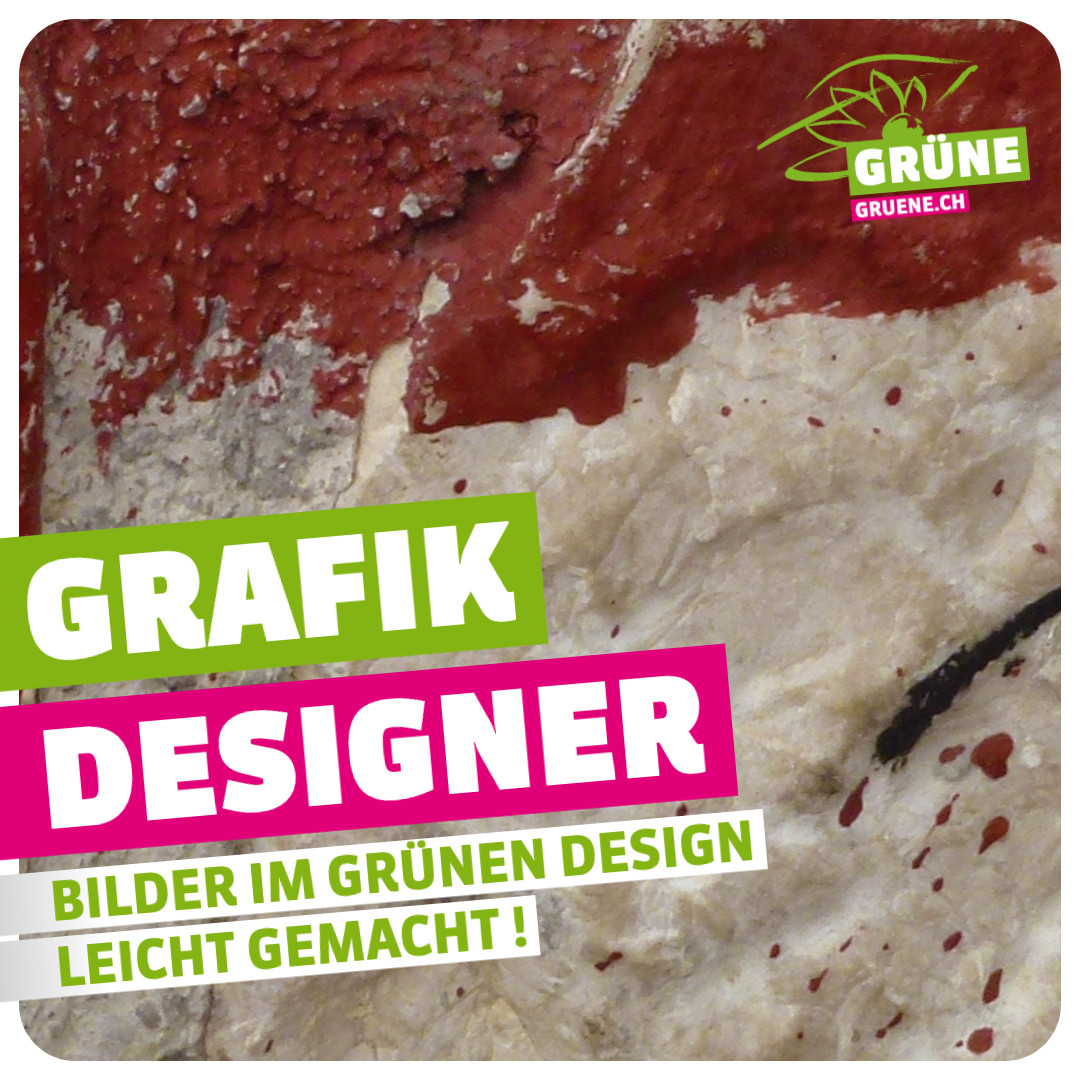 GRÜNE
GRUENE.CH
GRAFIK
DESIGNER
BILDER IM GRÜNEN DESIGN
LEICHT GEMACHT !